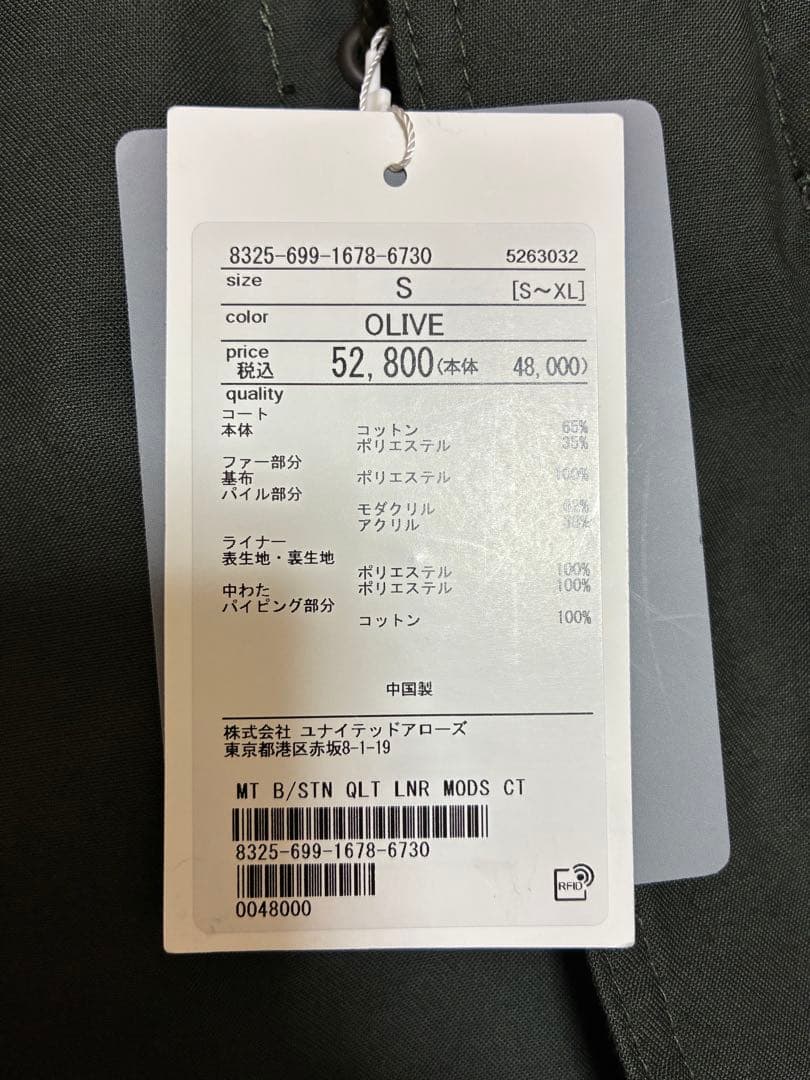 8325-699-1678-6730 5263032
size S [S～XL]
color OLIVE
price 税込 52,800(本体 48,000)
quality
コート
本体 コットン 65%
ポリエステル 35%
ファー部分
基布 ポリエステル 100%
パイル部分
モダクリル 62%
アクリル 38%
ライナー
表生地・裏生地
ポリエステル 100%
中わた ポリエステル 100%
パイピング部分
コットン 100%
中国製
株式会社 ユナイテッドアローズ
東京都港区赤坂8-1-19
MT B/STN QLT LNR MODS CT
8325-699-1678-6730
0048000
RFID